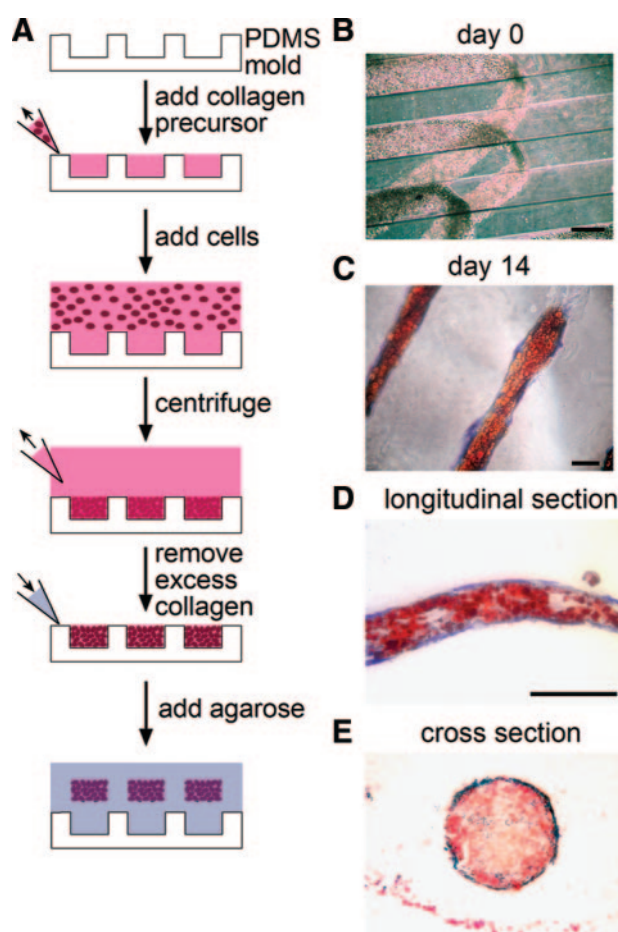 A
PDMS
mold
add collagen
precursor
add cells
centrifuge
remove
excess
collagen
add agarose
B
day 0
C
day 14
D
longitudinal section
E
cross section